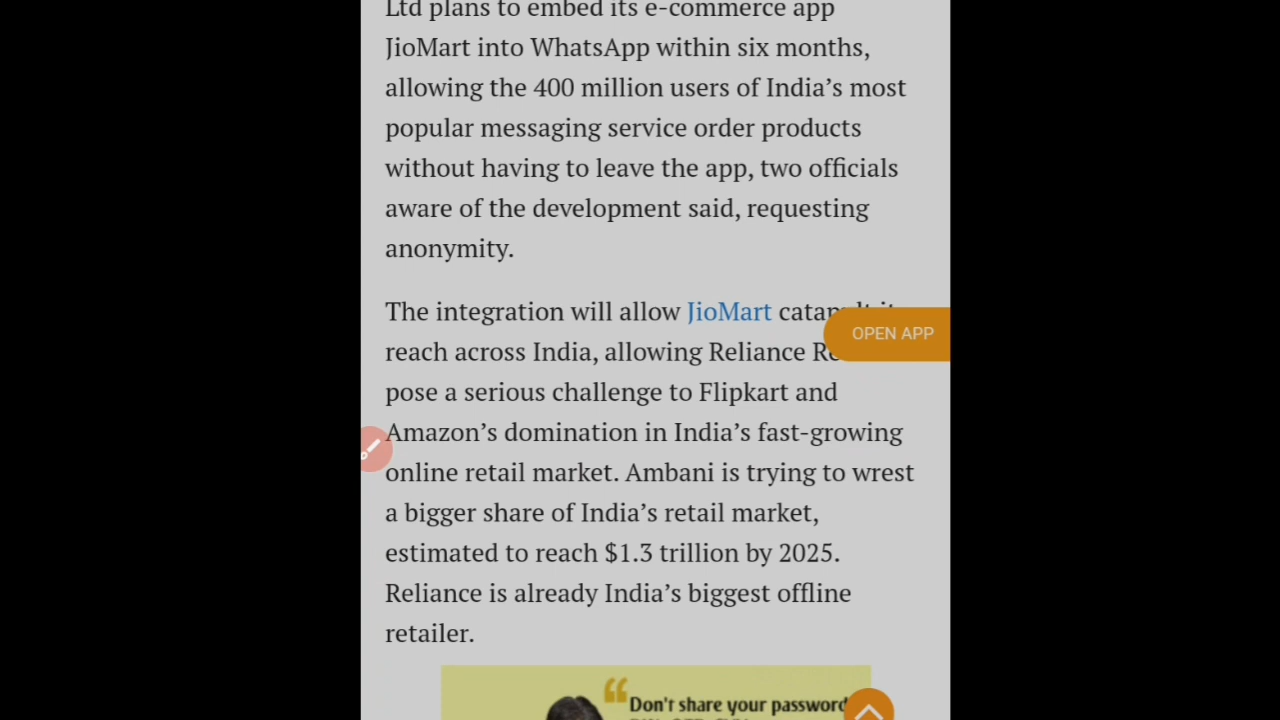 Ltd plans to embed its e-commerce app
JioMart into WhatsApp within six months,
allowing the 400 million users of India’s most
popular messaging service order products
without having to leave the app, two officials
aware of the development said, requesting
anonymity.
The integration will allow JioMart
reach across India, allowing Reliance
OPEN APP
pose a serious challenge to Flipkart and
Amazon’s domination in India’s fast-growing
online retail market. Ambani is trying to wrest
a bigger share of India’s retail market,
estimated to reach $1.3 trillion by 2025.
Reliance is already India’s biggest offline
retailer.
“Don't share your password